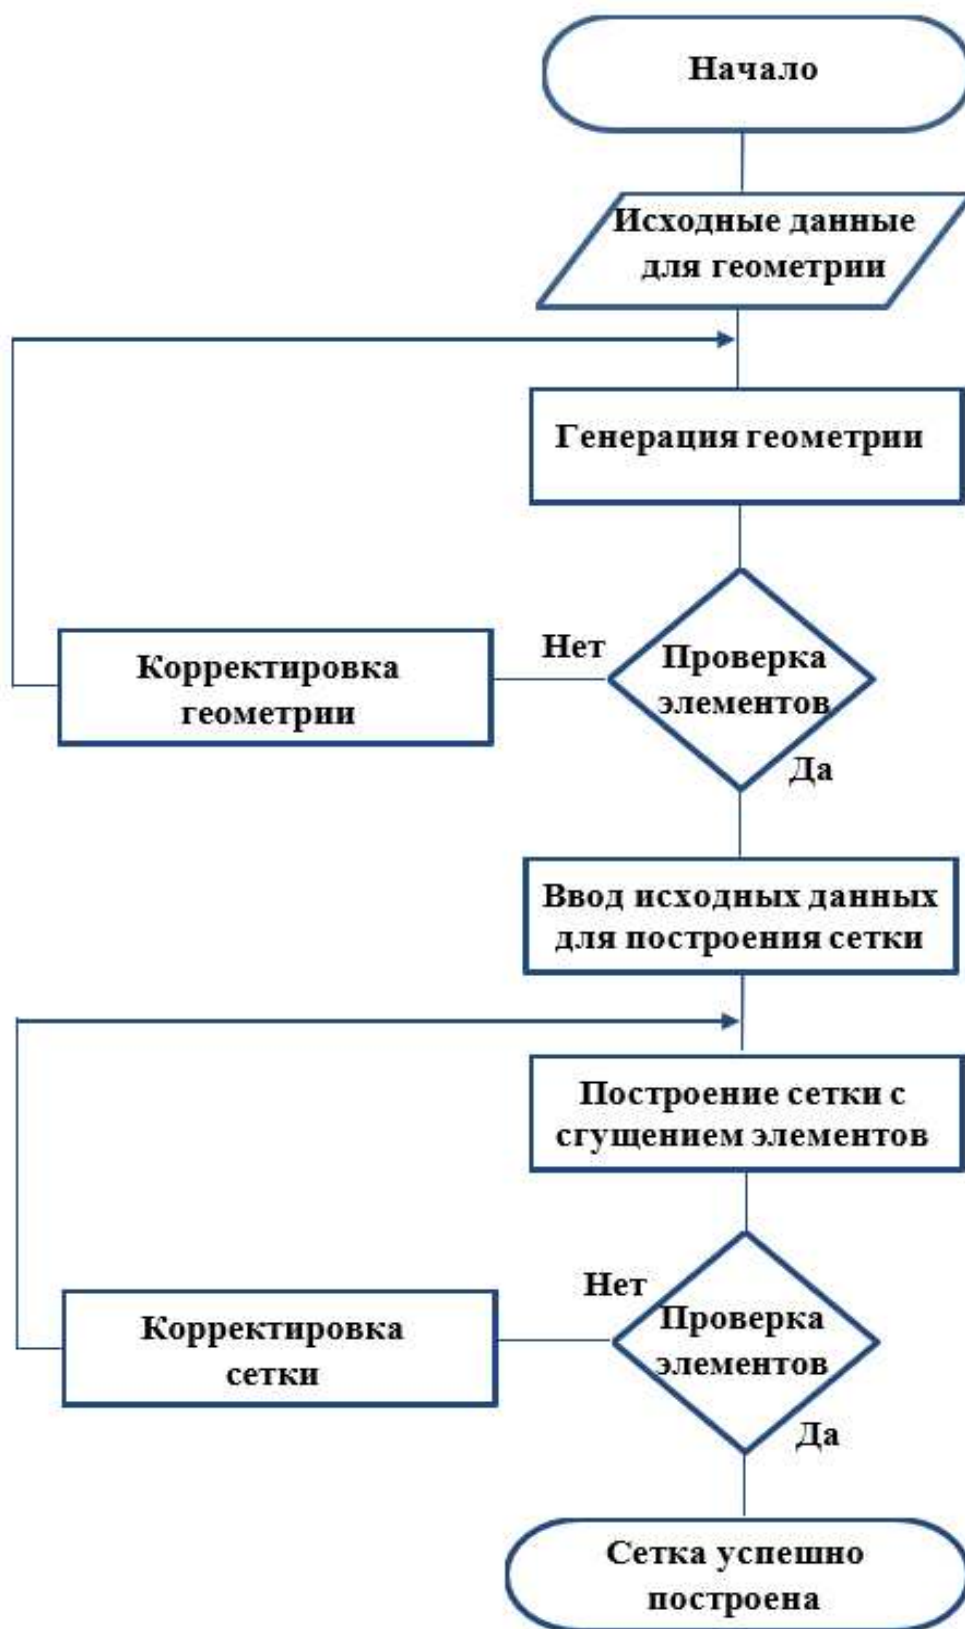 Начало
Исходные данные
для геометрии
Генерация геометрии
Нет
Проверка
элементов
Корректировка
геометрии
Да
Ввод исходных данных
для построения сетки
Построение сетки с
сгущением элементов
Нет
Проверка
элементов
Корректировка
сетки
Да
Сетка успешно
построена